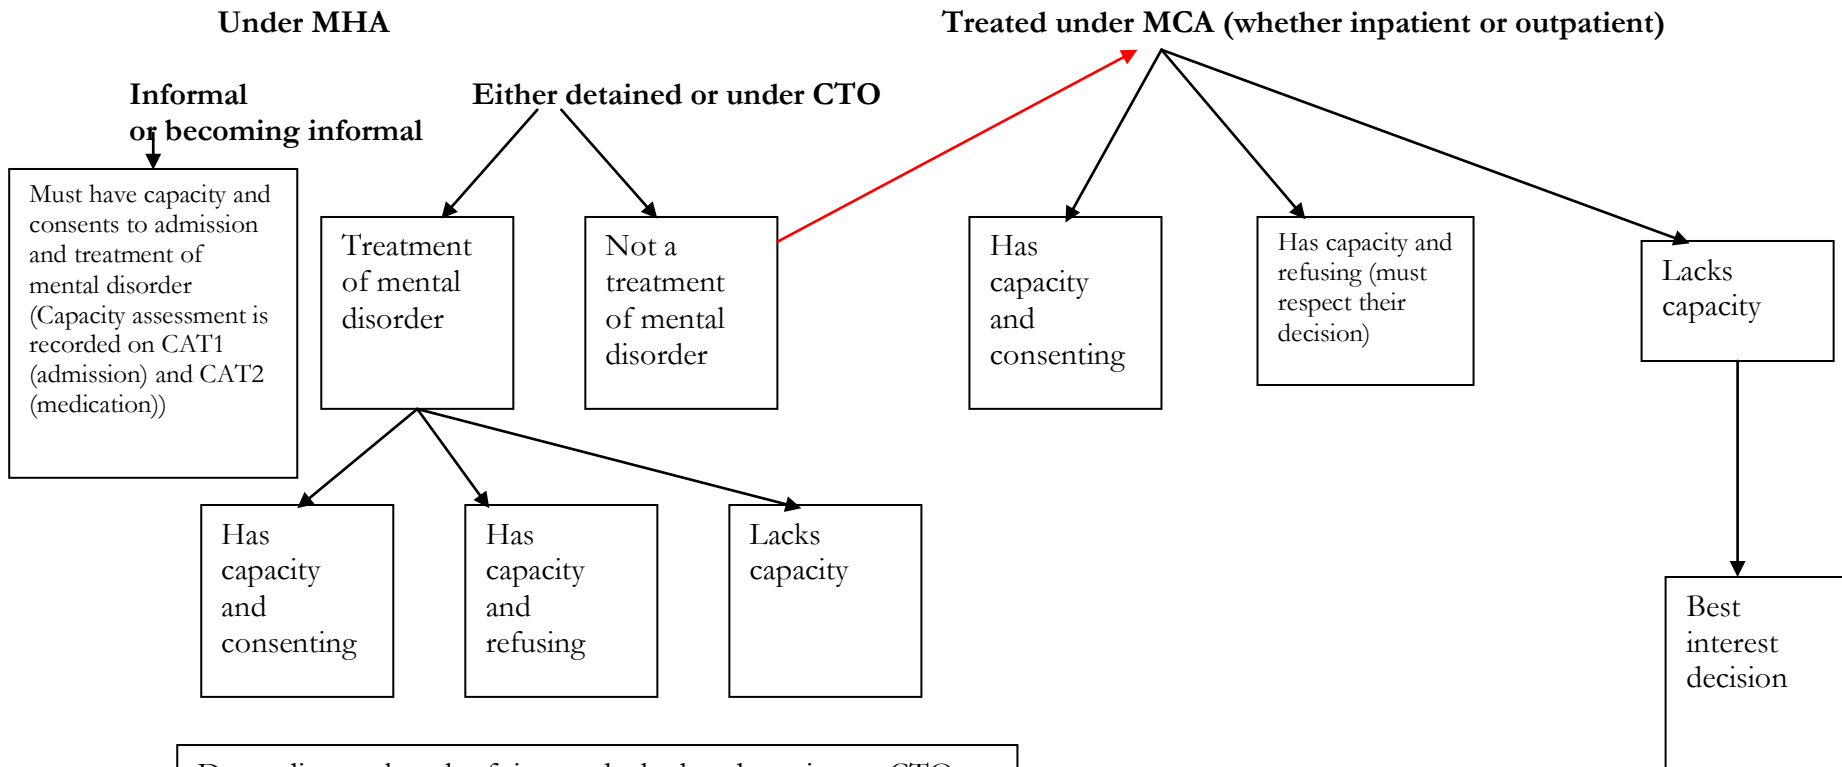 Under MHA
Treated under MCA (whether inpatient or outpatient)
Informal
or becoming informal
Either detained or under CTO
Must have capacity and
consents to admission
and treatment of
mental disorder
(Capacity assessment is
recorded on CAT1
(admission) and CAT2
(medication))
Treatment
of mental
disorder
Not a
treatment
of mental
disorder
Has
capacity
and
consenting
Has capacity and
refusing (must
respect their
decision)
Lacks
capacity
Has
capacity
and
consenting
Has
capacity
and
refusing
Lacks
capacity
Best
interest
decision